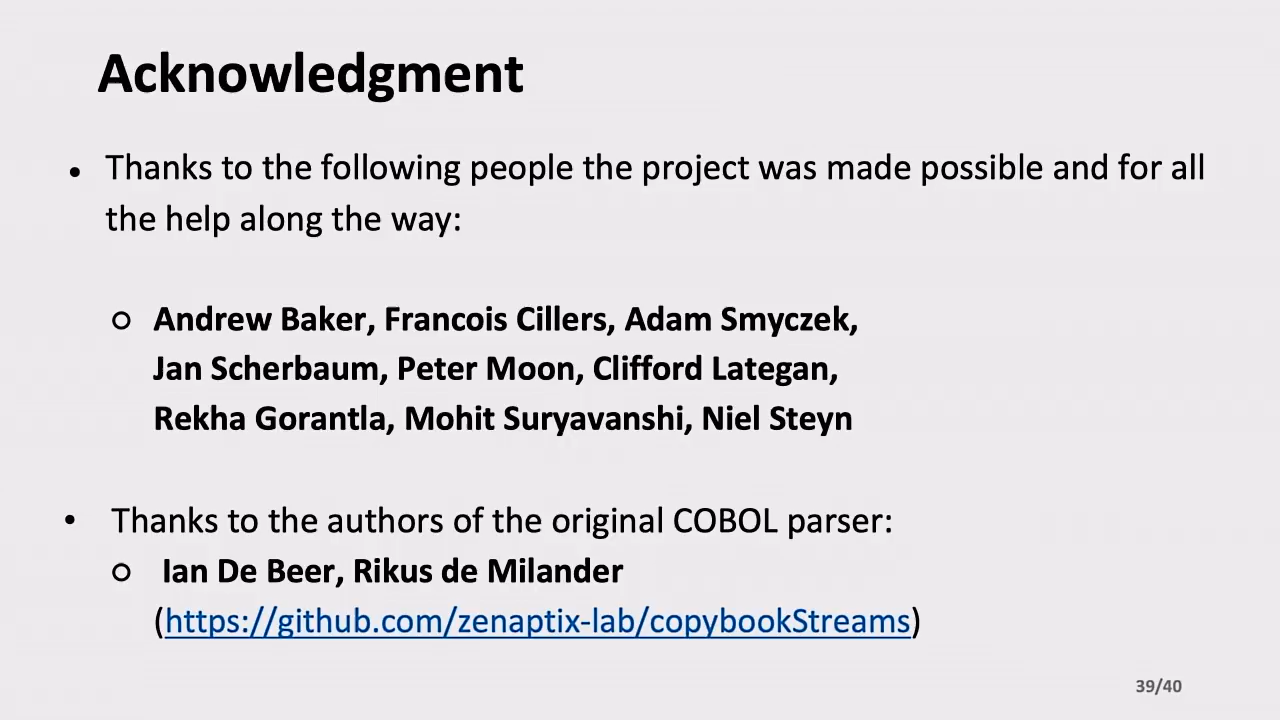 Acknowledgment
• Thanks to the following people the project was made possible and for all
the help along the way:
○ Andrew Baker, Francois Cillers, Adam Smyczek,
Jan Scherbaum, Peter Moon, Clifford Lategan,
Rekha Gorantla, Mohit Suryavanshi, Niel Steyn
• Thanks to the authors of the original COBOL parser:
○ Ian De Beer, Rikus de Milander
(https://github.com/zenaptix-lab/copybookStreams)
39/40